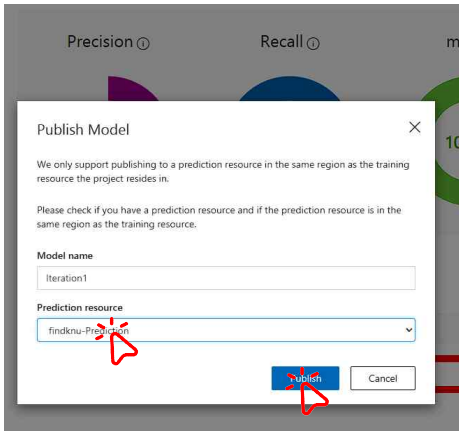 Precision ⓘ
Recall ⓘ
m
10
Publish Model
We only support publishing to a prediction resource in the same region as the training
resource the project resides in.
Please check if you have a prediction resource and if the prediction resource is in the
same region as the training resource.
Model name
Iteration1
Prediction resource
findknu-Prediction
Publish
Cancel